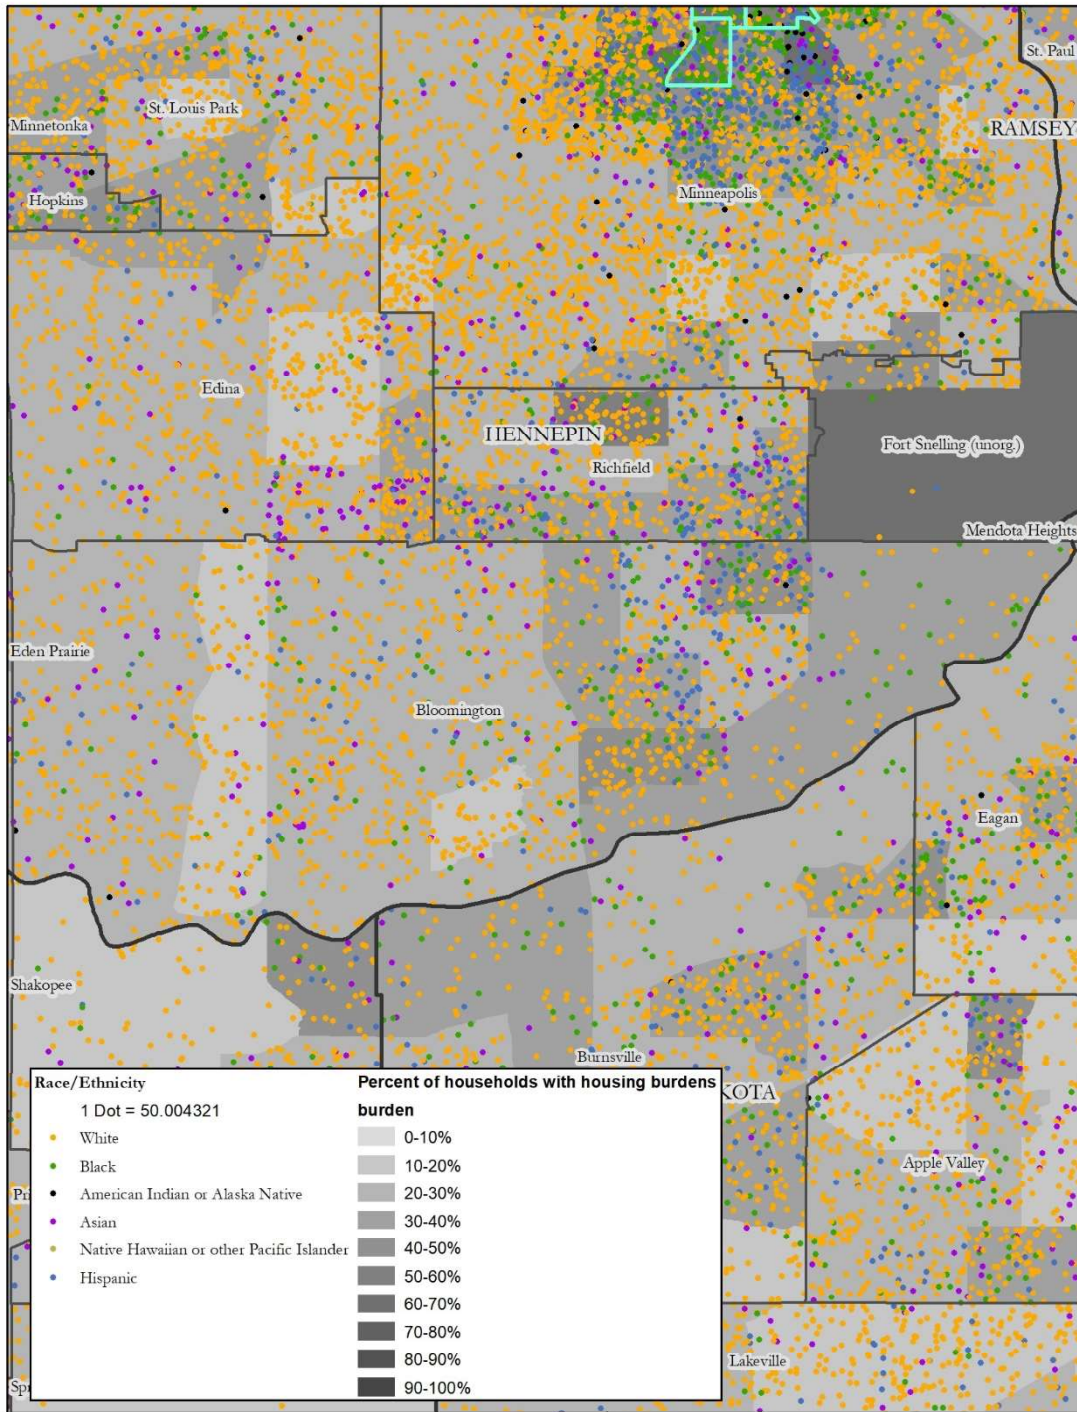 St. Paul
St. Louis Park
Minnetonka
RAMSEY
Hopkins
Minneapolis
Edina
HENNEPIN
Fort Snelling (unorg.)
Richfield
Mendota Heights
Eden Prairie
Bloomington
Eagan
Shakopee
Burnsville
KOTA
Apple Valley
Pri
Lakeville
Spr
Race/Ethnicity
1 Dot = 50.004321
White
Black
American Indian or Alaska Native
Asian
Native Hawaiian or other Pacific Islander
Hispanic
Percent of households with housing burdens
burden
0-10%
10-20%
20-30%
30-40%
40-50%
50-60%
60-70%
70-80%
80-90%
90-100%